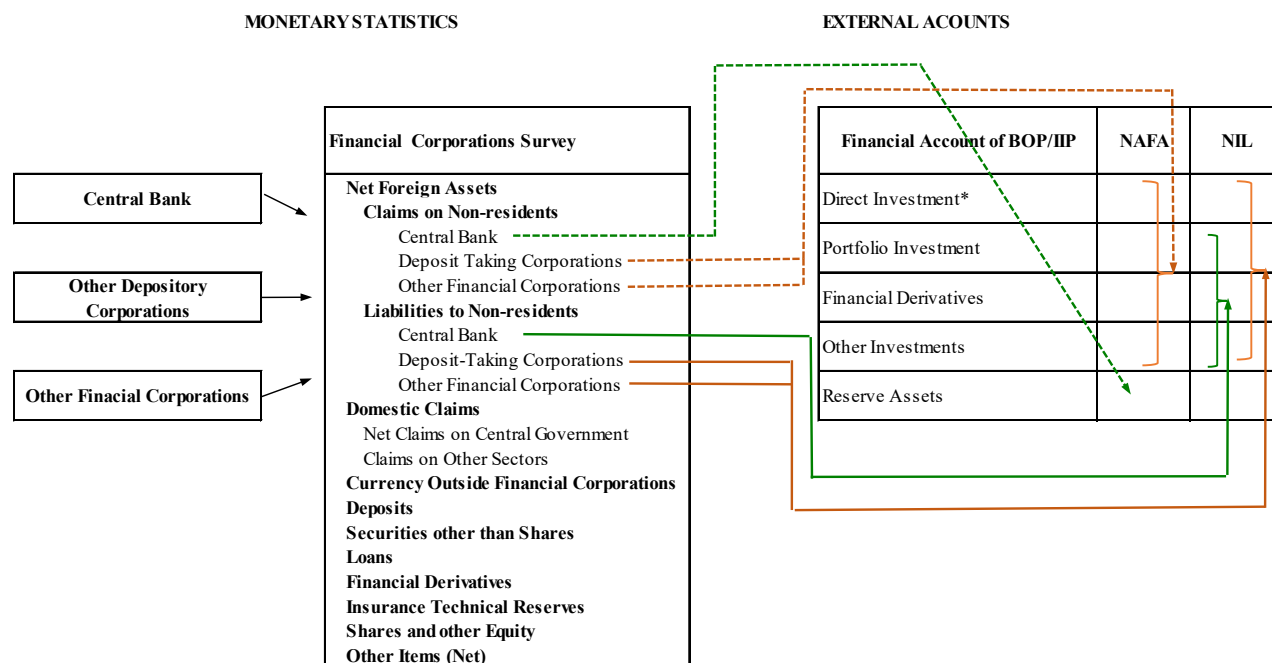 MONETARY STATISTICS
EXTERNAL ACOUNTS
Central Bank
Other Depository
Corporations
Other Finacial Corporations
Financial Corporations Survey
Net Foreign Assets
Claims on Non-residents
Central Bank
Deposit Taking Corporations
Other Financial Corporations
Liabilities to Non-residents
Central Bank
Deposit-Taking Corporations
Other Financial Corporations
Domestic Claims
Net Claims on Central Government
Claims on Other Sectors
Currency Outside Financial Corporations
Deposits
Securities other than Shares
Loans
Financial Derivatives
Insurance Technical Reserves
Shares and other Equity
Other Items (Net)
Financial Account of BOP/IIP NAFA NIL
Direct Investment*
Portfolio Investment
Financial Derivatives
Other Investments
Reserve Assets